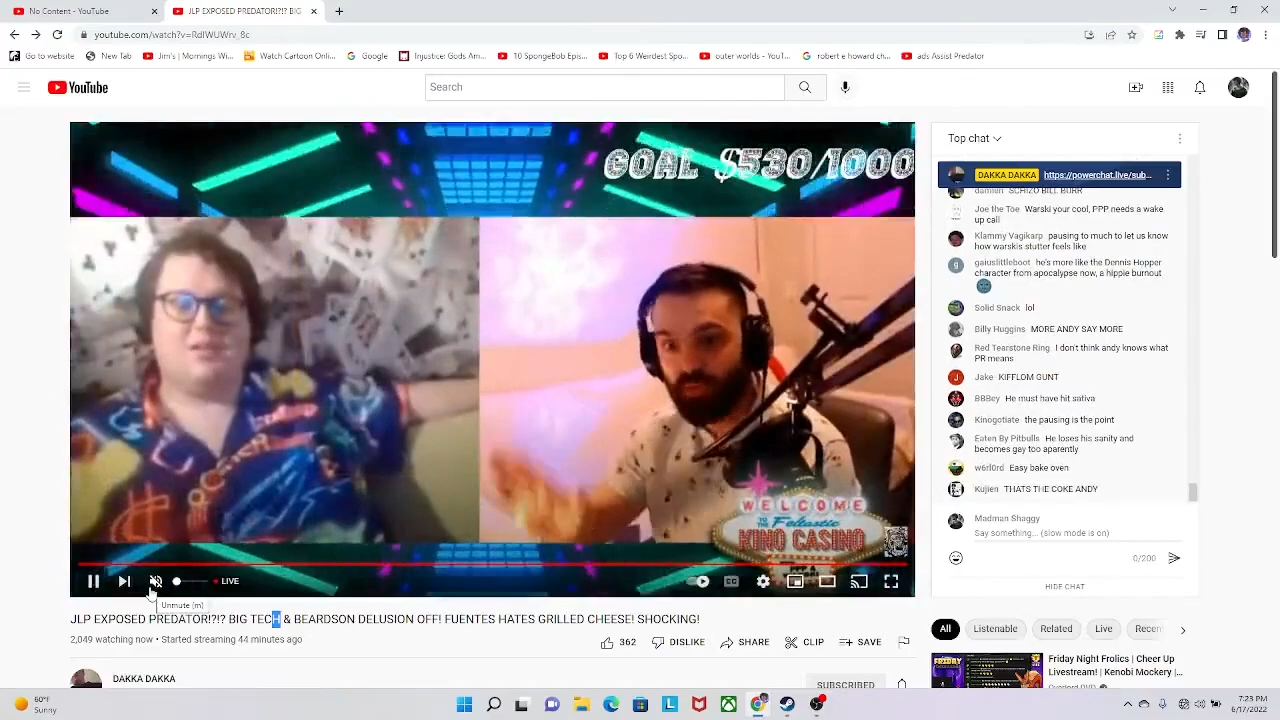 No Content - YouTube
JLP EXPOSED PREDATOR!?!? BIG
youtube.com/watch?v=RdIWUWrv_8c
Go to website
New Tab
Jim's | Mornings Wi...
Watch Cartoon Onli...
Google
Injustice: Gods Am...
10 SpongeBob Epis...
Top 6 Weirdest Spo...
outer worlds - YouT...
robert e howard ch...
ads Assist Predator
YouTube
Search
GOAL $530/1000
WELCOME
TO THE Feltastic
KINO CASINO
LIVE
Unmute (m)
JLP EXPOSED PREDATOR!?!? BIG TECH & BEARDSON DELUSION OFF! FUENTES HATES GRILLED CHEESE! SHOCKING!
2,049 watching now • Started streaming 44 minutes ago
362
DISLIKE
SHARE
CLIP
SAVE
DAKKA DAKKA
SUBSCRIBED
Top chat
DAKKA DAKKA https://powerchat.live/sub...
damien SCHIZO BILL BURR
Joe the Toe Warski your cool, PPP needs a wake
up call
Klammy Vagikarp pausing to much to let us know
how warskis stutter feels like
gaiuslittleboot he's more like the Dennis Hopper
character from apocalypse now, a hippie burnout
Solid Snack lol
Billy Huggins MORE ANDY SAY MORE
Red Tearstone Ring I don't think andy knows what
PR means
Jake KIFFLOM GUNT
BBBey He must have hit sativa
Kinogotiate the pausing is the point
Eaten By Pitbulls He loses his sanity and
becomes gay too aparently
w6rl0rd Easy bake oven
Kujien THATS THE COKE ANDY
Madman Shaggy
Say something... (slow mode is on)
0/200
HIDE CHAT
All
Listenable
Related
Live
Recent
FRIDAY
Friday Night Frolics | Family
Livestream! | Kenobi Review |...
90°F
Sunny
7:23 PM
6/17/2022